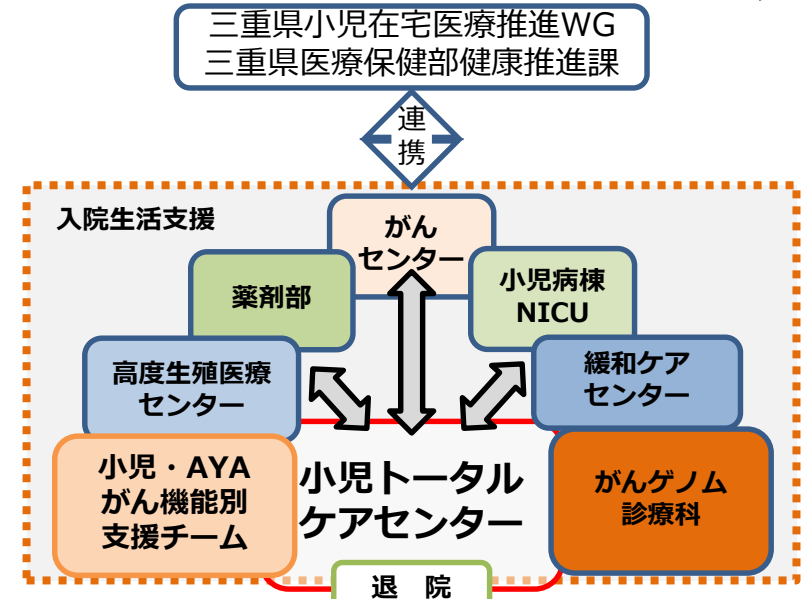 三重県小児在宅医療推進WG
三重県医療保健部健康推進課
連
携
入院生活支援
がん
センター
薬剤部
小児病棟
NICU
高度生殖医療
センター
緩和ケア
センター
小児・AYA
がん機能別
支援チーム
小児トータル
ケアセンター
がんゲノム
診療科
退 院